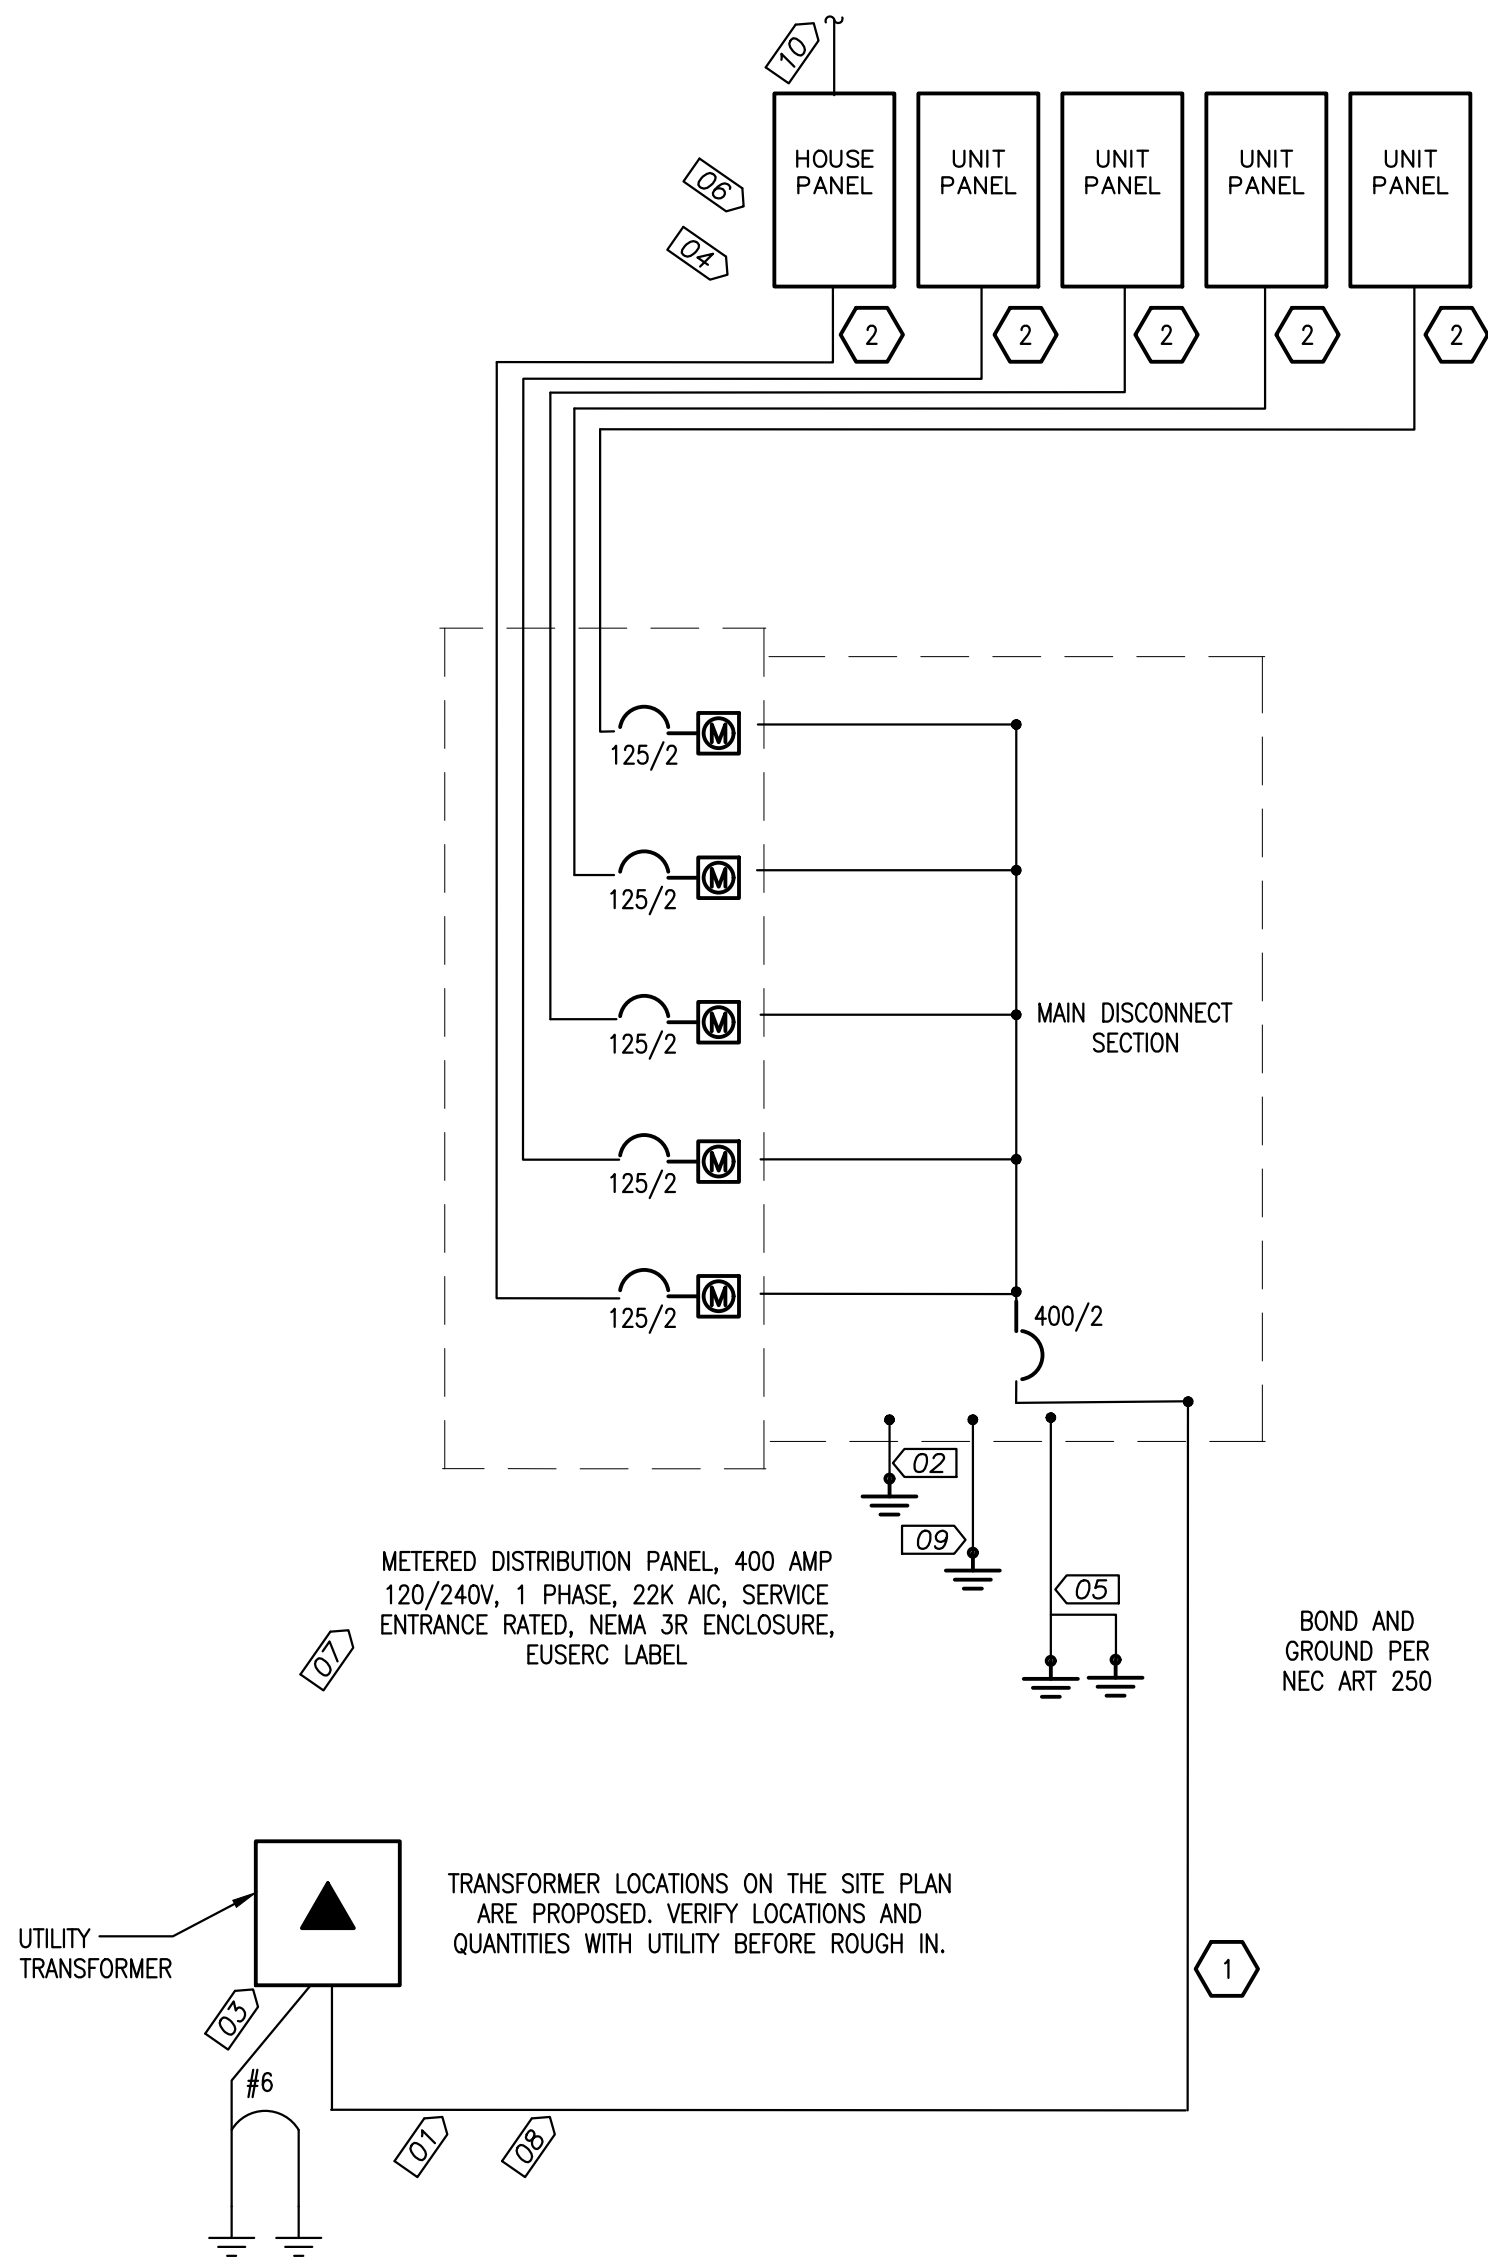 10
HOUSE
PANEL
UNIT
PANEL
UNIT
PANEL
UNIT
PANEL
UNIT
PANEL
06
04
2
2
2
2
2
M
125/2
M
125/2
M
125/2
MAIN DISCONNECT
SECTION
M
125/2
M
125/2
400/2
02
09
05
METERED DISTRIBUTION PANEL, 400 AMP
120/240V, 1 PHASE, 22K AIC, SERVICE
ENTRANCE RATED, NEMA 3R ENCLOSURE,
EUSERC LABEL
07
BOND AND
GROUND PER
NEC ART 250
TRANSFORMER LOCATIONS ON THE SITE PLAN
ARE PROPOSED. VERIFY LOCATIONS AND
QUANTITIES WITH UTILITY BEFORE ROUGH IN.
UTILITY
TRANSFORMER
1
03
#6
01
08